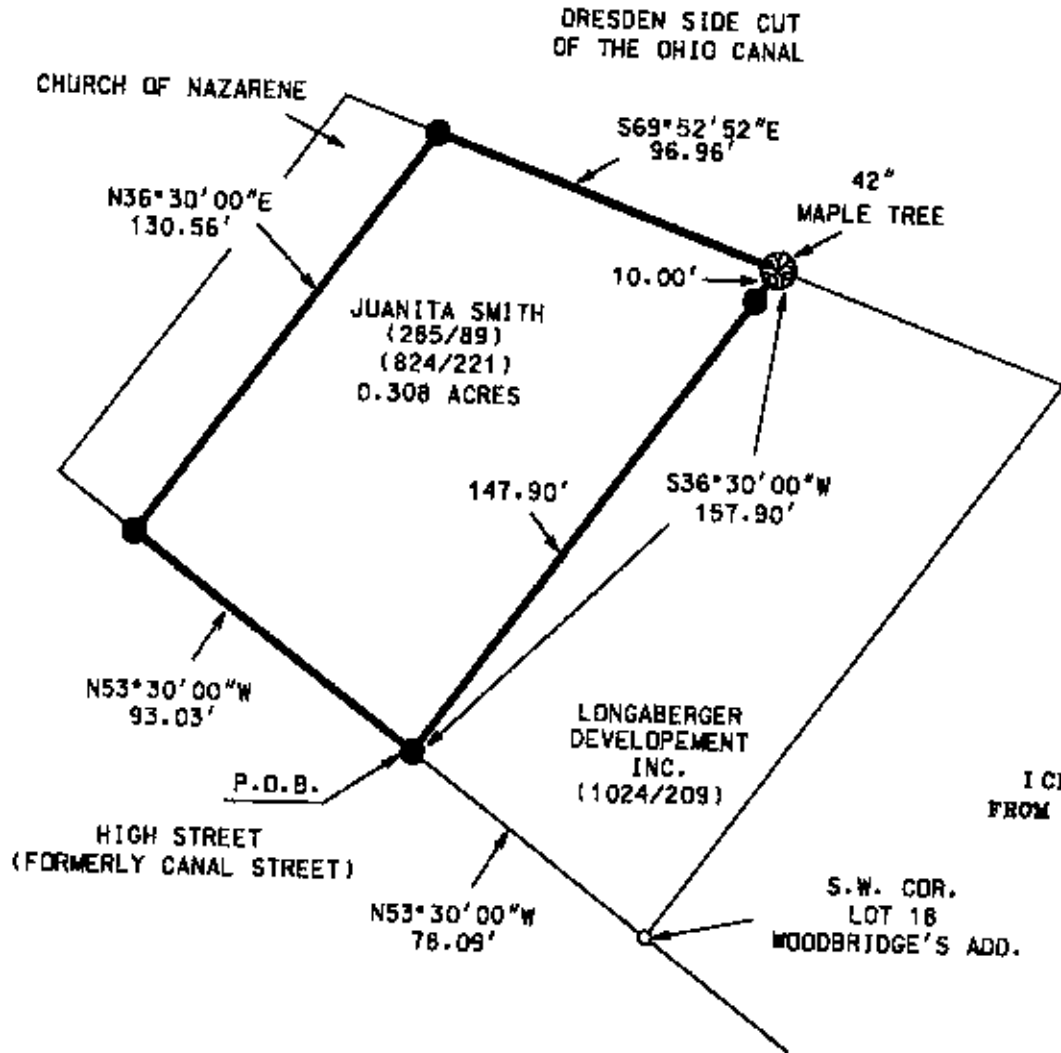 DRESDEN SIDE CUT
OF THE OHIO CANAL
CHURCH OF NAZARENE
S69°52'52"E
96.96'
42"
MAPLE TREE
N36°30'00"E
130.56'
10.00'
JUANITA SMITH
(285/89)
(824/221)
0.308 ACRES
147.90'
S36°30'00"W
157.90'
N53°30'00"W
93.03'
LONGABERGER
DEVELOPEMENT
INC.
(1024/209)
P.O.B.
HIGH STREET
(FORMERLY CANAL STREET)
FROM
N53°30'00"W
78.09'
S.W. COR.
LOT 18
WOODBRIDGE'S ADD.